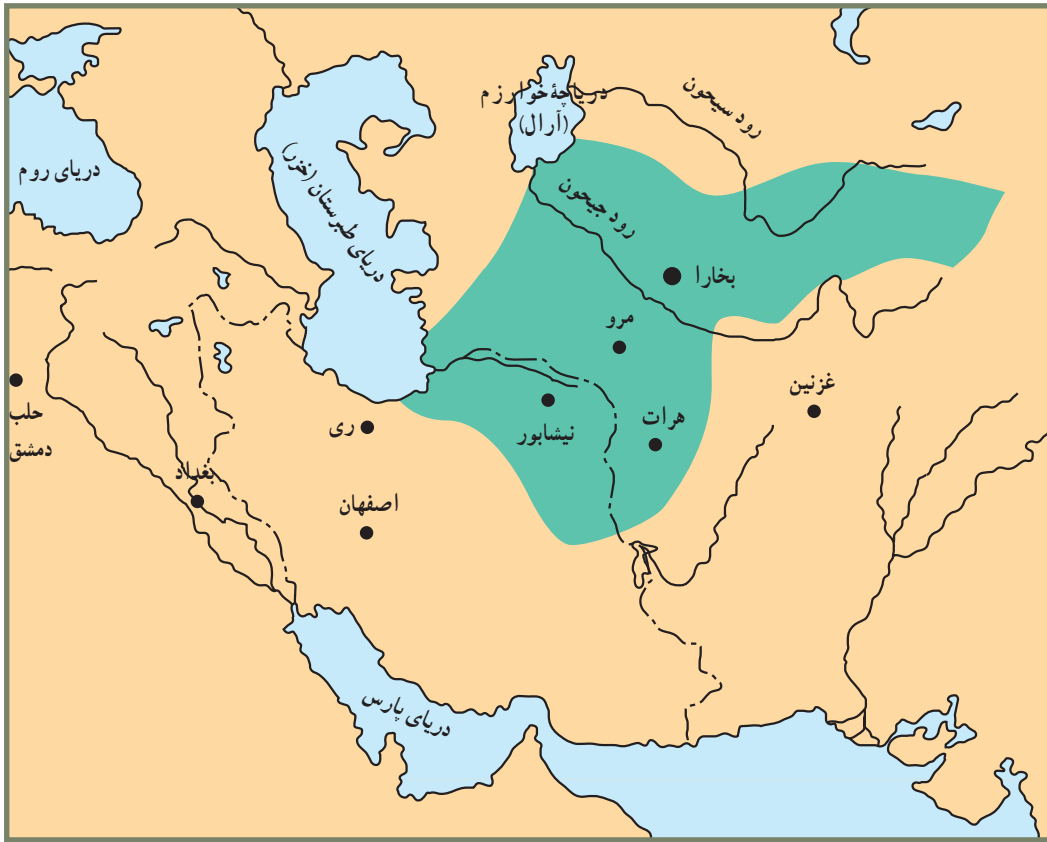 دریاچهٔ خوارزم
(آرال)
رود سیحون
دریای روم
دریای طبرستان (خزر)
رود جیحون
بخارا
مرو
غزنین
هرات
نیشابور
ری
حلب
دمشق
بغداد
اصفهان
دریای پارس